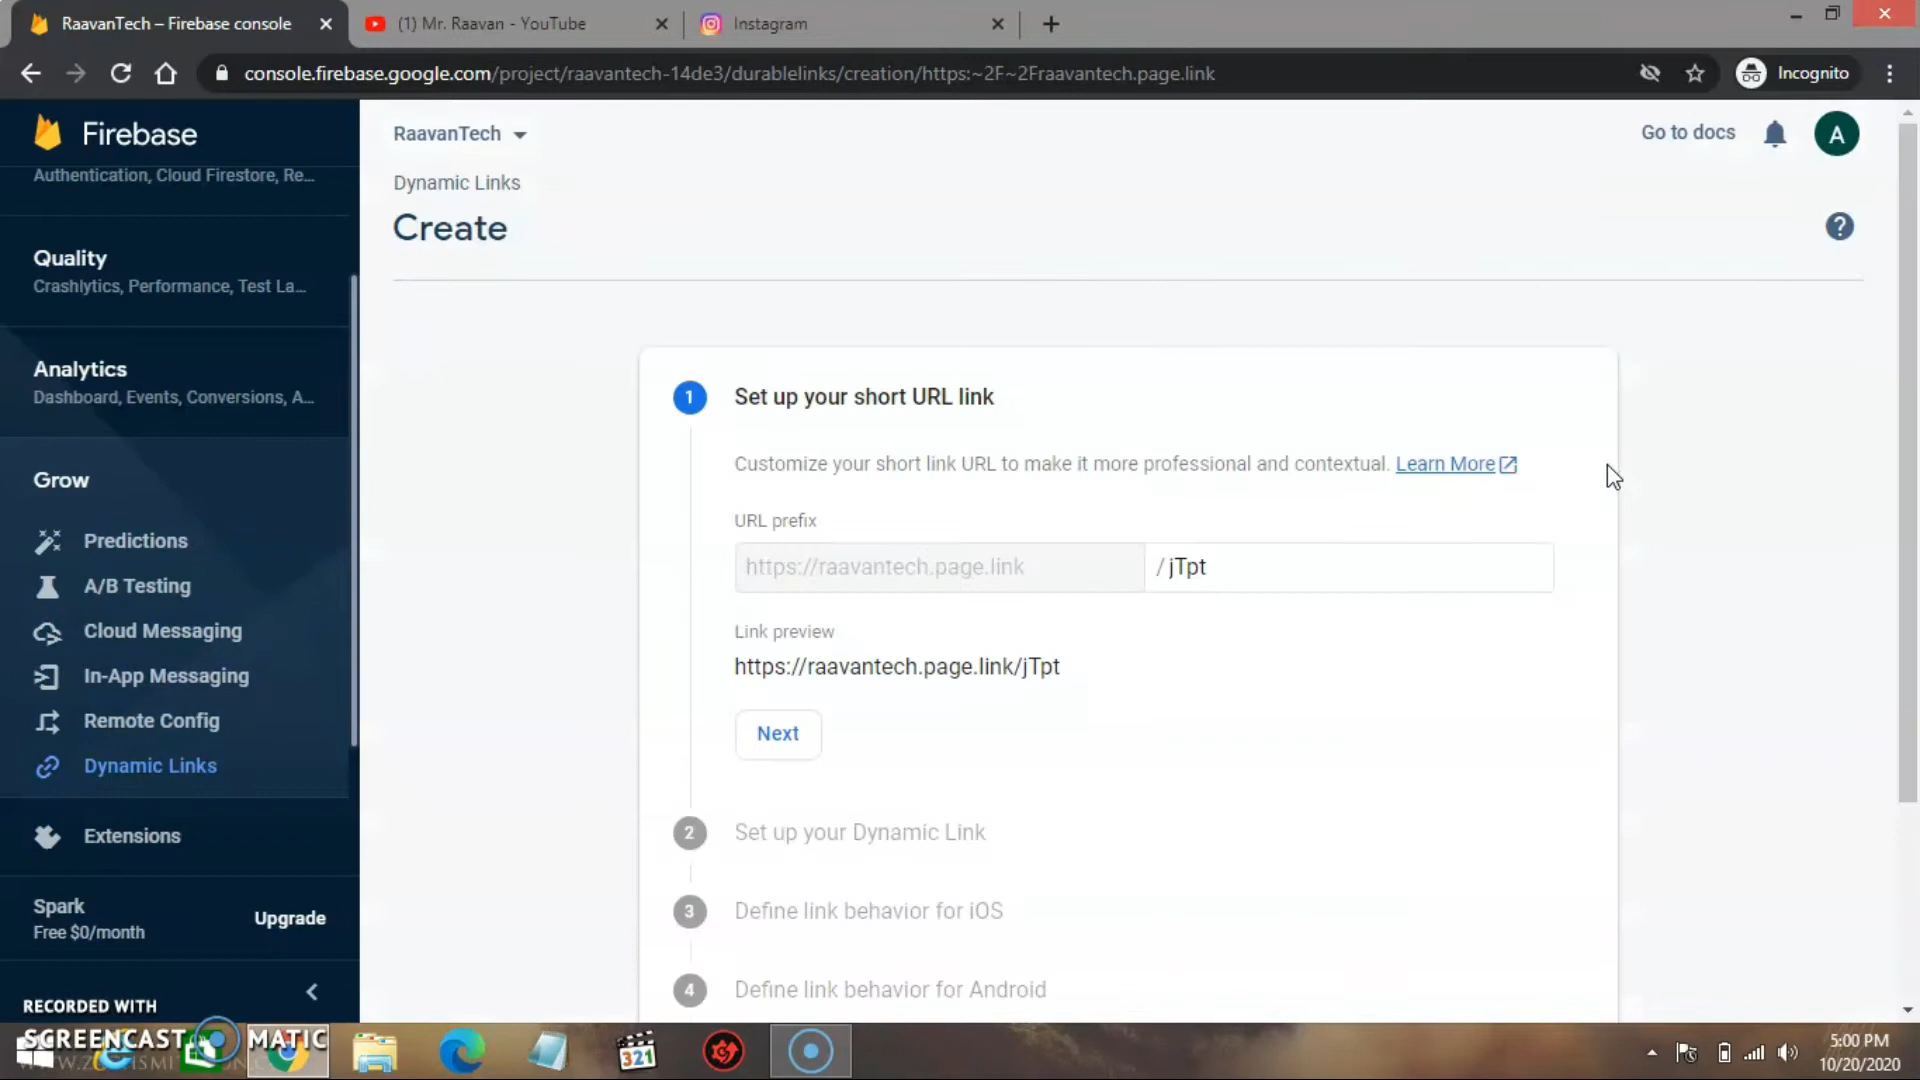 RaavanTech – Firebase console
(1) Mr. Raavan - YouTube
Instagram
console.firebase.google.com/project/raavantech-14de3/durablelinks/creation/https:~2F~2Fraavantech.page.link
Incognito
Firebase
Authentication, Cloud Firestore, Re...
Quality
Crashlytics, Performance, Test La...
Analytics
Dashboard, Events, Conversions, A...
Grow
Predictions
A/B Testing
Cloud Messaging
In-App Messaging
Remote Config
Dynamic Links
Extensions
Spark
Free $0/month
Upgrade
RaavanTech
Go to docs
A
Dynamic Links
Create
?
1 Set up your short URL link
Customize your short link URL to make it more professional and contextual. Learn More
URL prefix
https://raavantech.page.link
/ jTpt
Link preview
https://raavantech.page.link/jTpt
Next
2 Set up your Dynamic Link
3 Define link behavior for iOS
4 Define link behavior for Android
RECORDED WITH
SCREENCAST MATIC
321
5:00 PM
10/20/2020